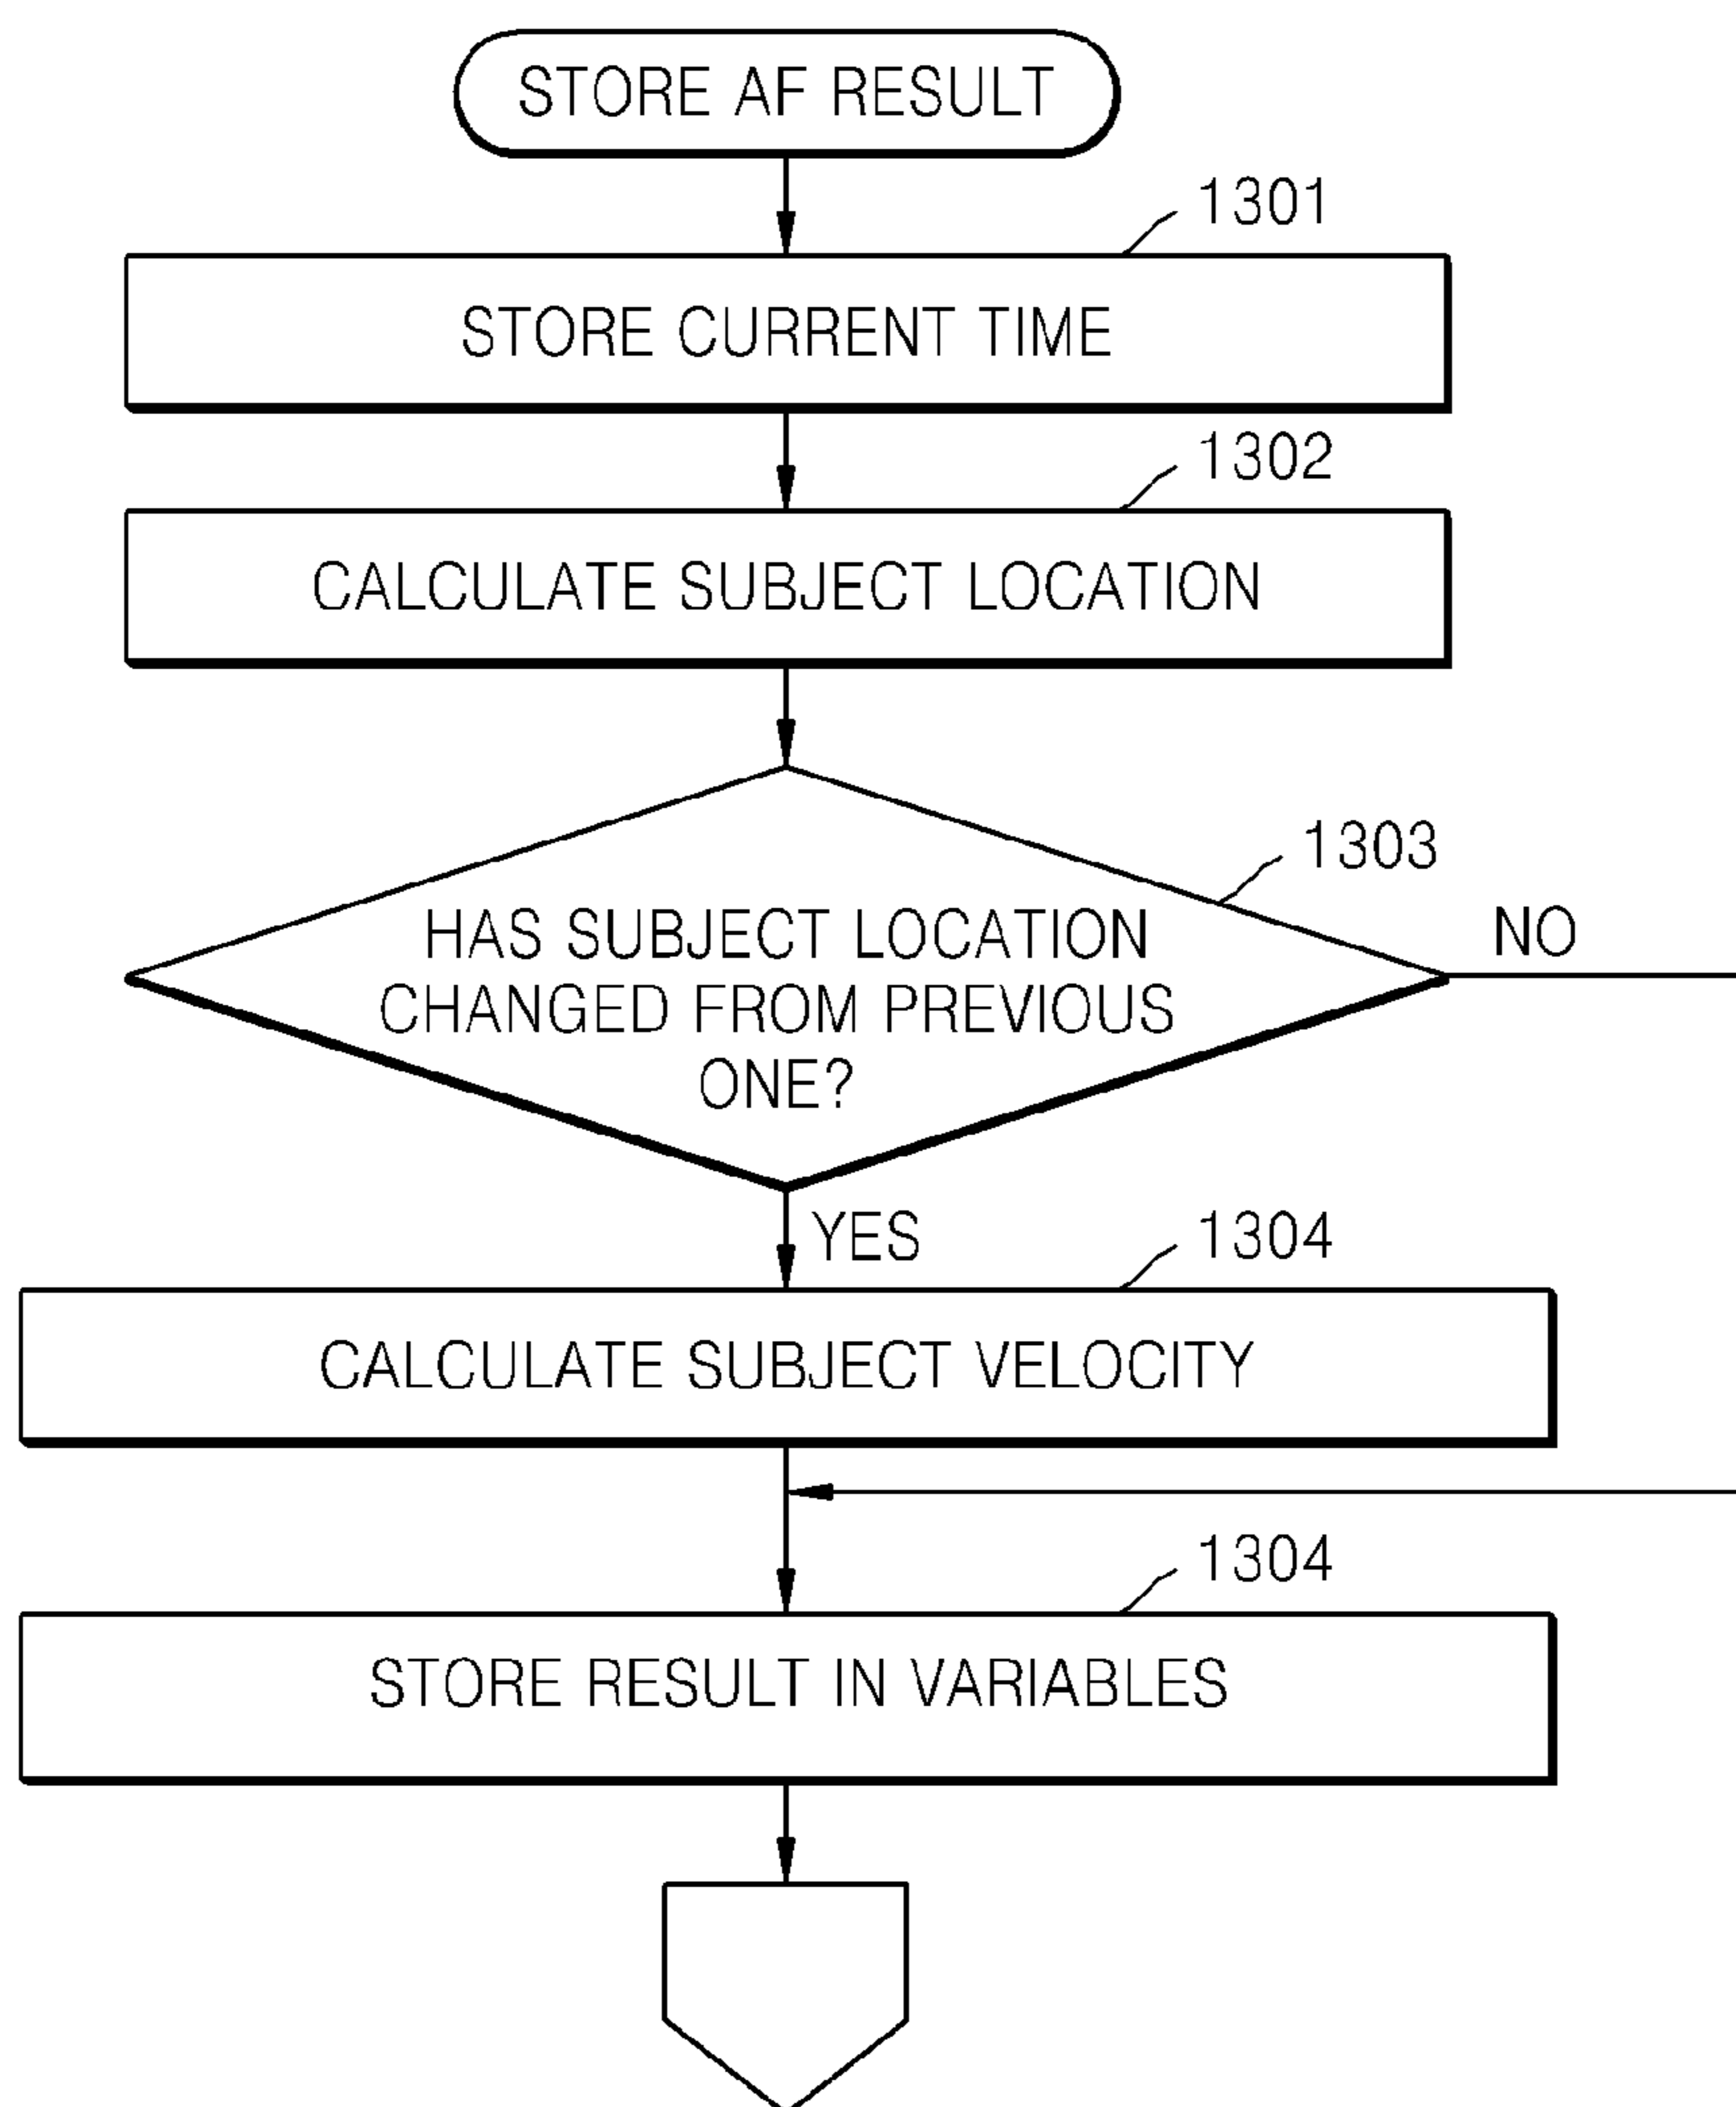 STORE AF RESULT
1301
STORE CURRENT TIME
1302
CALCULATE SUBJECT LOCATION
1303
HAS SUBJECT LOCATION
CHANGED FROM PREVIOUS
ONE?
NO
YES
1304
CALCULATE SUBJECT VELOCITY
1304
STORE RESULT IN VARIABLES